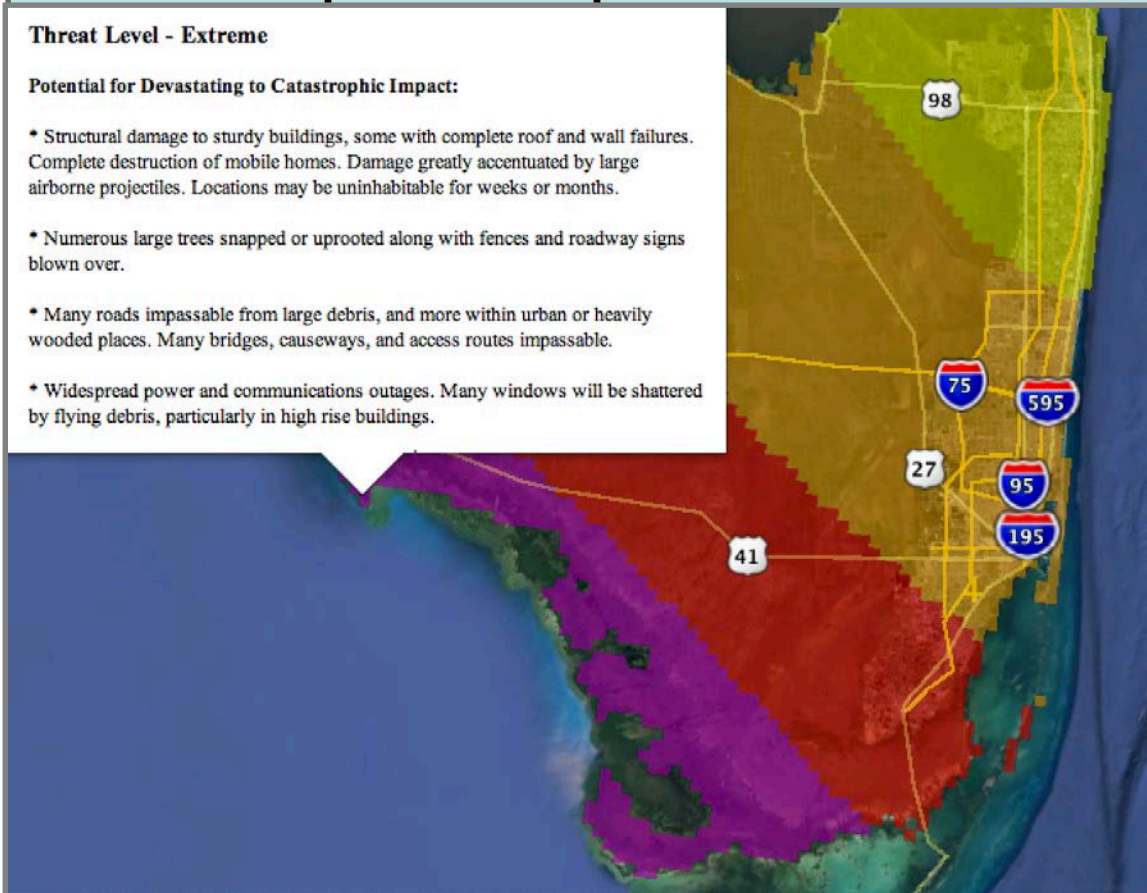 Threat Level - Extreme
Potential for Devastating to Catastrophic Impact:
* Structural damage to sturdy buildings, some with complete roof and wall failures.
Complete destruction of mobile homes. Damage greatly accentuated by large
airborne projectiles. Locations may be uninhabitable for weeks or months.
* Numerous large trees snapped or uprooted along with fences and roadway signs
blown over.
* Many roads impassable from large debris, and more within urban or heavily
wooded places. Many bridges, causeways, and access routes impassable.
* Widespread power and communications outages. Many windows will be shattered
by flying debris, particularly in high rise buildings.
98
75
595
27
95
195
41